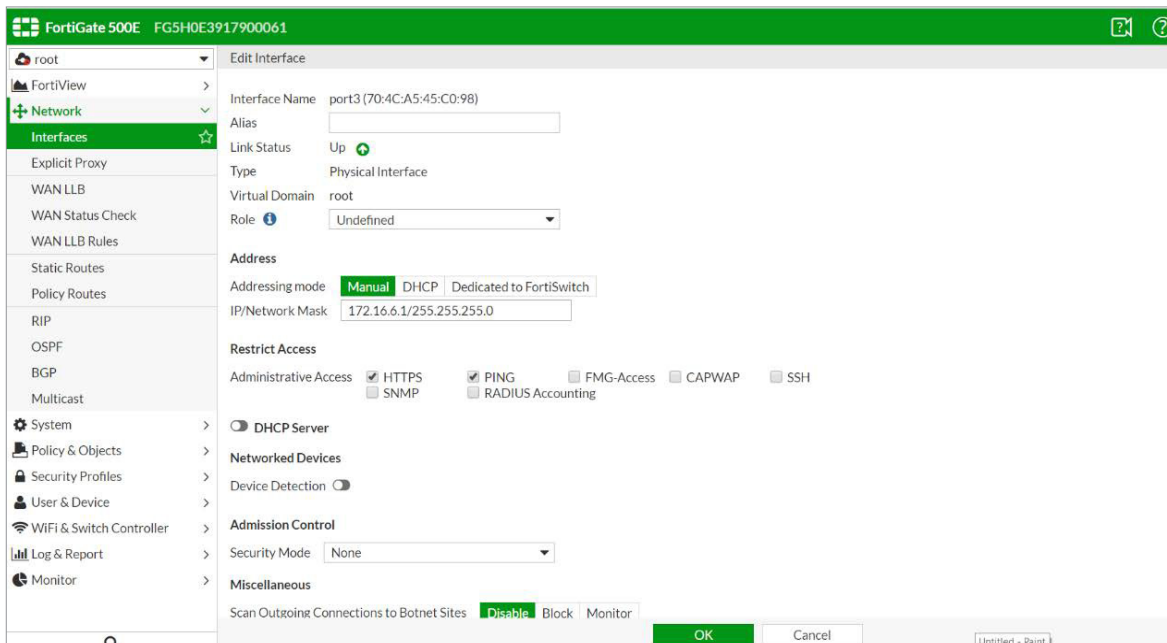 FortiGate 500E FG5H0E3917900061
root
FortiView
Network
Interfaces
Explicit Proxy
WAN LLB
WAN Status Check
WAN LLB Rules
Static Routes
Policy Routes
RIP
OSPF
BGP
Multicast
System
Policy & Objects
Security Profiles
User & Device
WiFi & Switch Controller
Log & Report
Monitor
Edit Interface
Interface Name port3 (70:4C:A5:45:C0:98)
Alias
Link Status Up
Type Physical Interface
Virtual Domain root
Role Undefined
Address
Addressing mode Manual DHCP Dedicated to FortiSwitch
IP/Network Mask 172.16.6.1/255.255.255.0
Restrict Access
Administrative Access HTTPS PING FMG-Access CAPWAP SSH
SNMP RADIUS Accounting
DHCP Server
Networked Devices
Device Detection
Admission Control
Security Mode None
Miscellaneous
Scan Outgoing Connections to Botnet Sites Disable Block Monitor
OK Cancel
Untitled - Paint